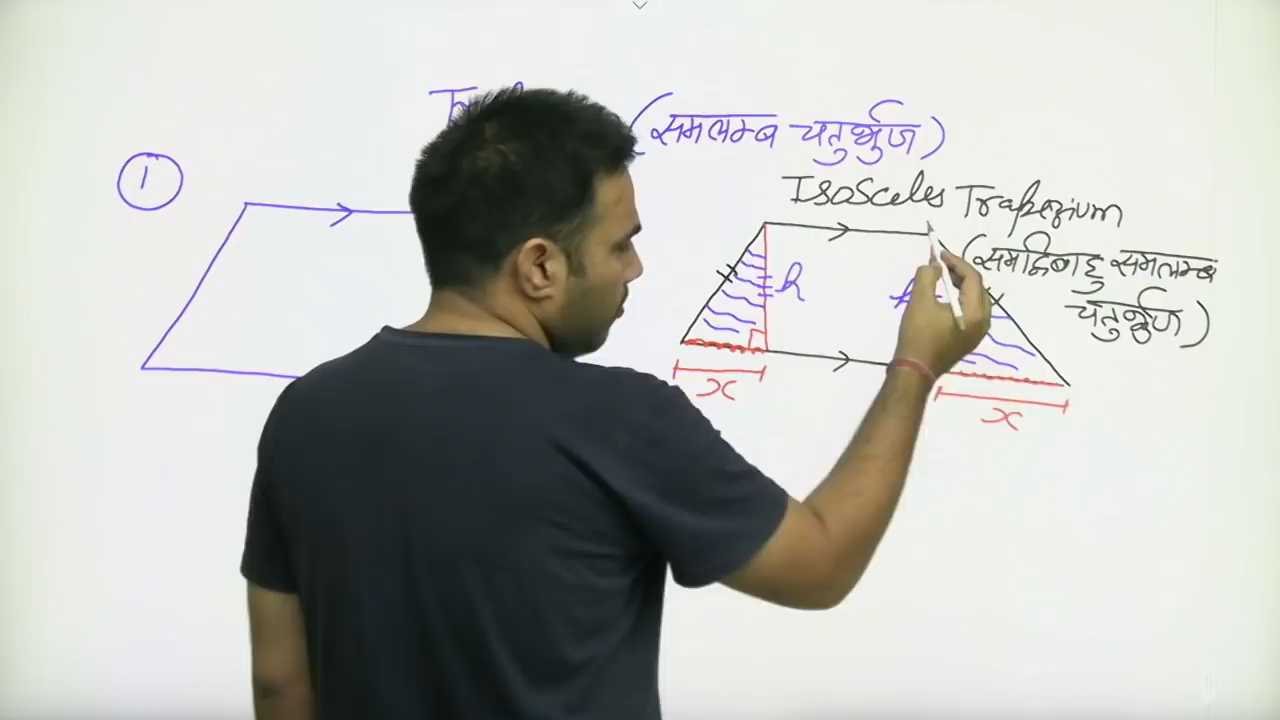 (समलम्ब चतुर्भुज)
1
Isosceles Trapezium
(समद्विबाहु समलम्ब
चतुर्भुज)
h
x
x